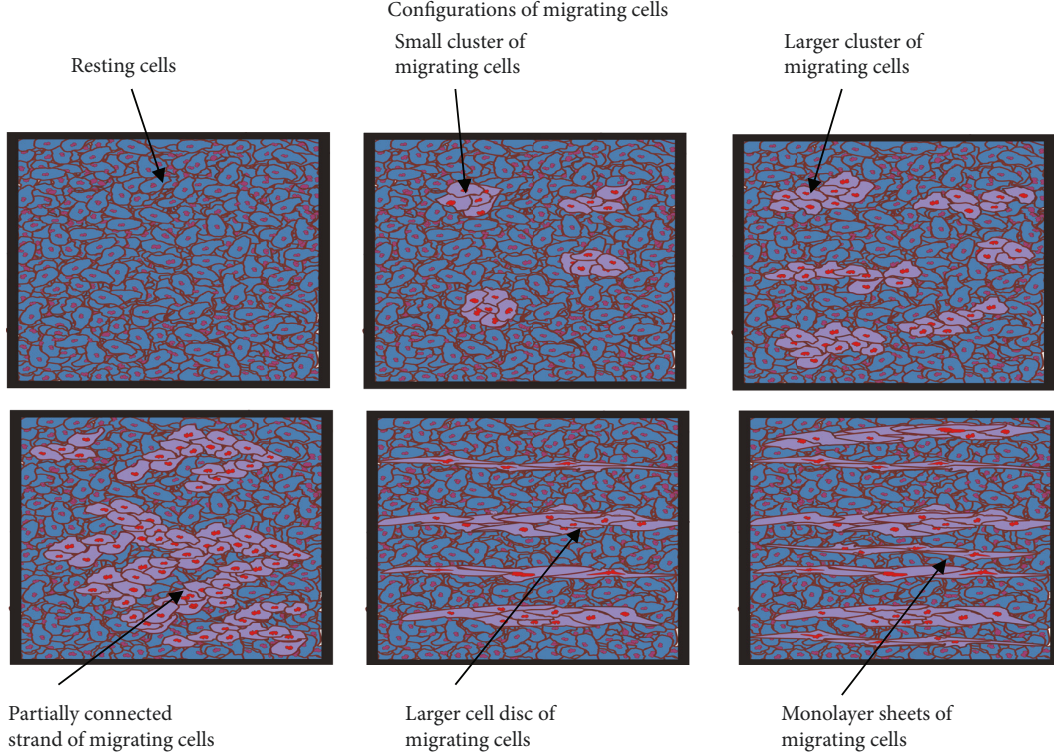 Configurations of migrating cells
Resting cells
Small cluster of
migrating cells
Larger cluster of
migrating cells
Partially connected
strand of migrating cells
Larger cell disc of
migrating cells
Monolayer sheets of
migrating cells